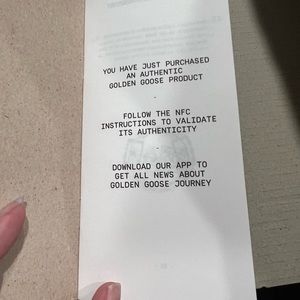 YOU HAVE JUST PURCHASED
AN AUTHENTIC
GOLDEN GOOSE PRODUCT
-
FOLLOW THE NFC
INSTRUCTIONS TO VALIDATE
ITS AUTHENTICITY
-
DOWNLOAD OUR APP TO
GET ALL NEWS ABOUT
GOLDEN GOOSE JOURNEY